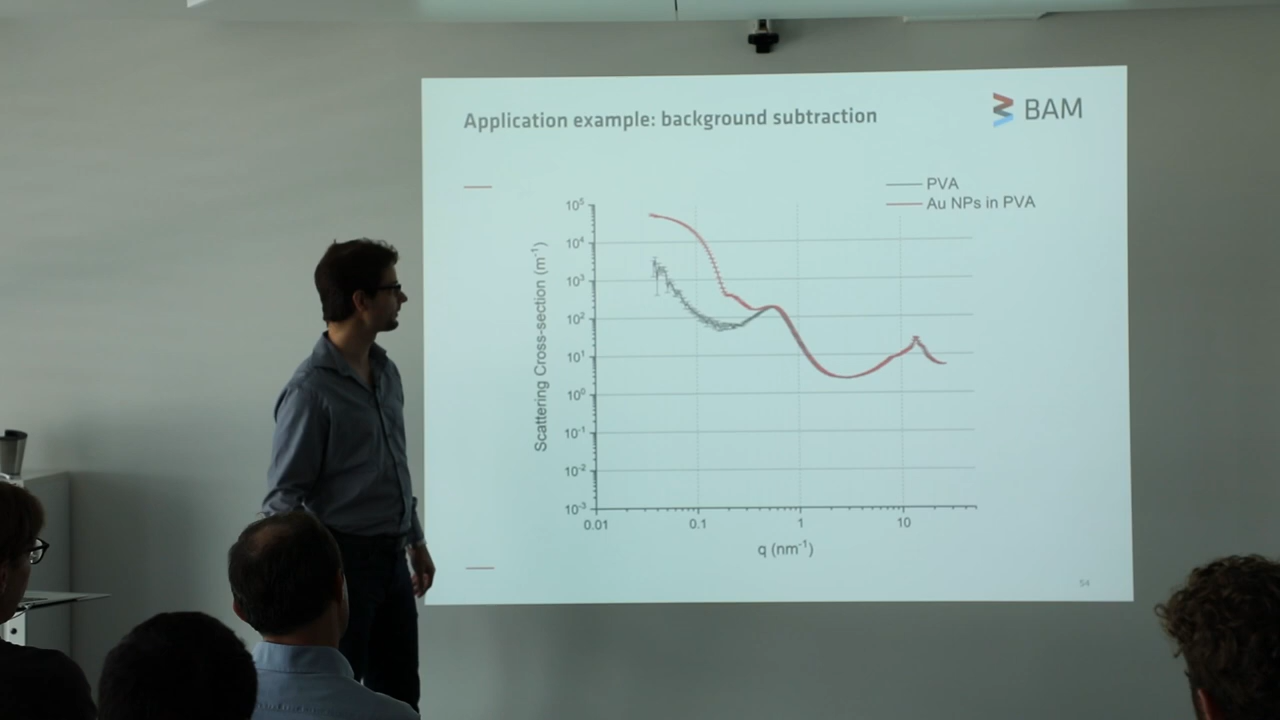 Application example: background subtraction
BAM
PVA
Au NPs in PVA
10⁵
10⁴
10³
10²
10¹
10⁰
10⁻¹
10⁻²
10⁻³
Scattering Cross-section (m⁻¹)
0.01 0.1 1 10
q (nm⁻¹)
54